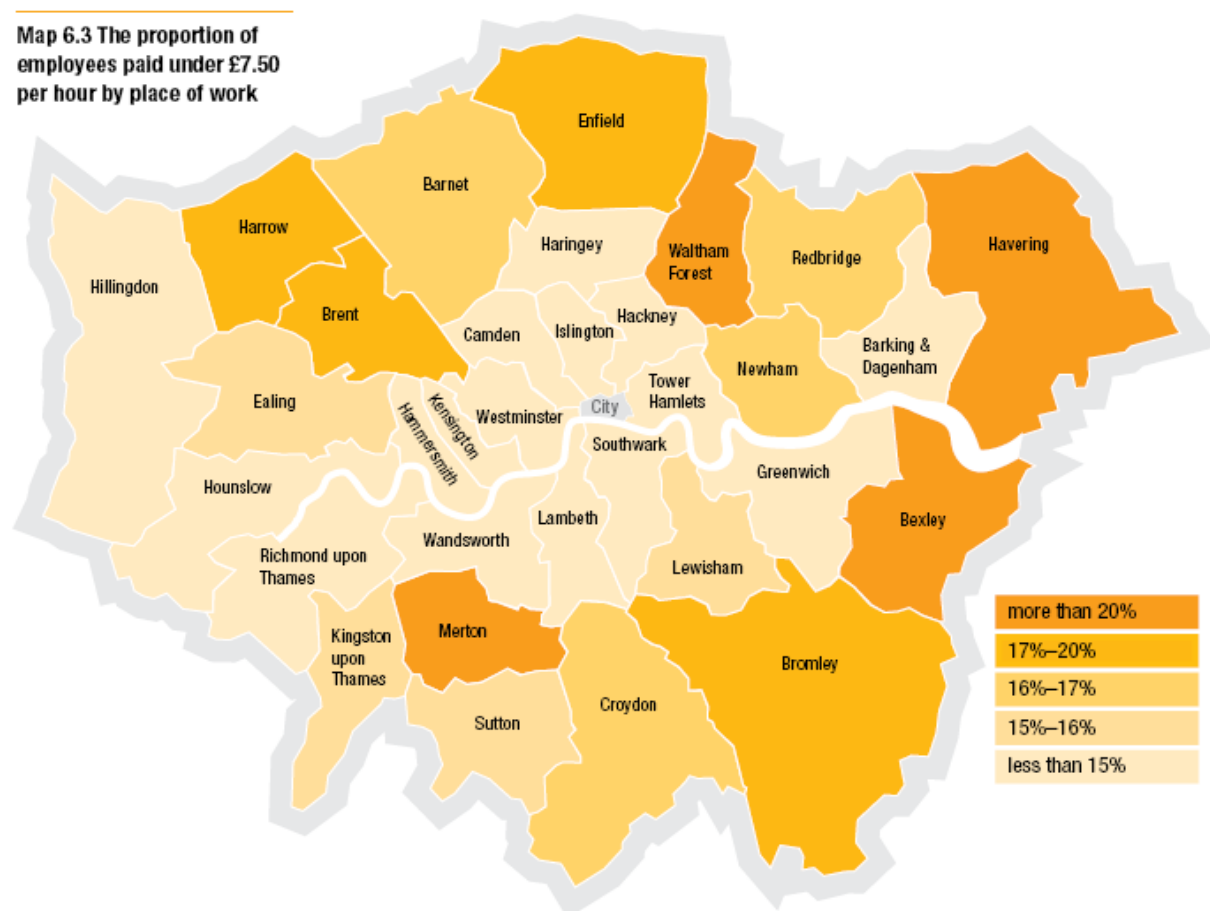 Map 6.3 The proportion of
employees paid under £7.50
per hour by place of work
Enfield
Barnet
Harrow
Haringey
Waltham
Forest
Redbridge
Havering
Hillingdon
Brent
Camden
Islington
Hackney
Barking &
Dagenham
Newham
Ealing
Tower
Hamlets
Kensington
Hammersmith
Westminster
City
Southwark
Greenwich
Hounslow
Lambeth
Bexley
Wandsworth
Richmond upon
Thames
Lewisham
Kingston
upon
Thames
Merton
Bromley
Croydon
Sutton
more than 20%
17%–20%
16%–17%
15%–16%
less than 15%